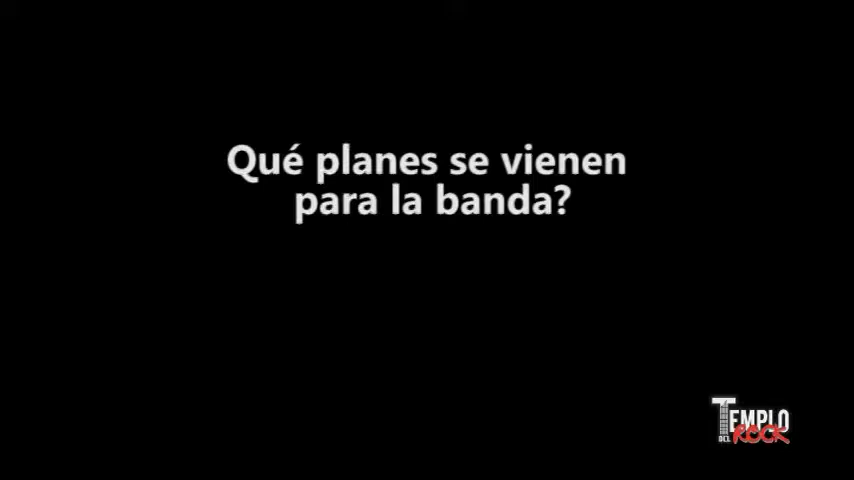 Qué planes se vienen
para la banda?
TEMPLO
DEL ROCK